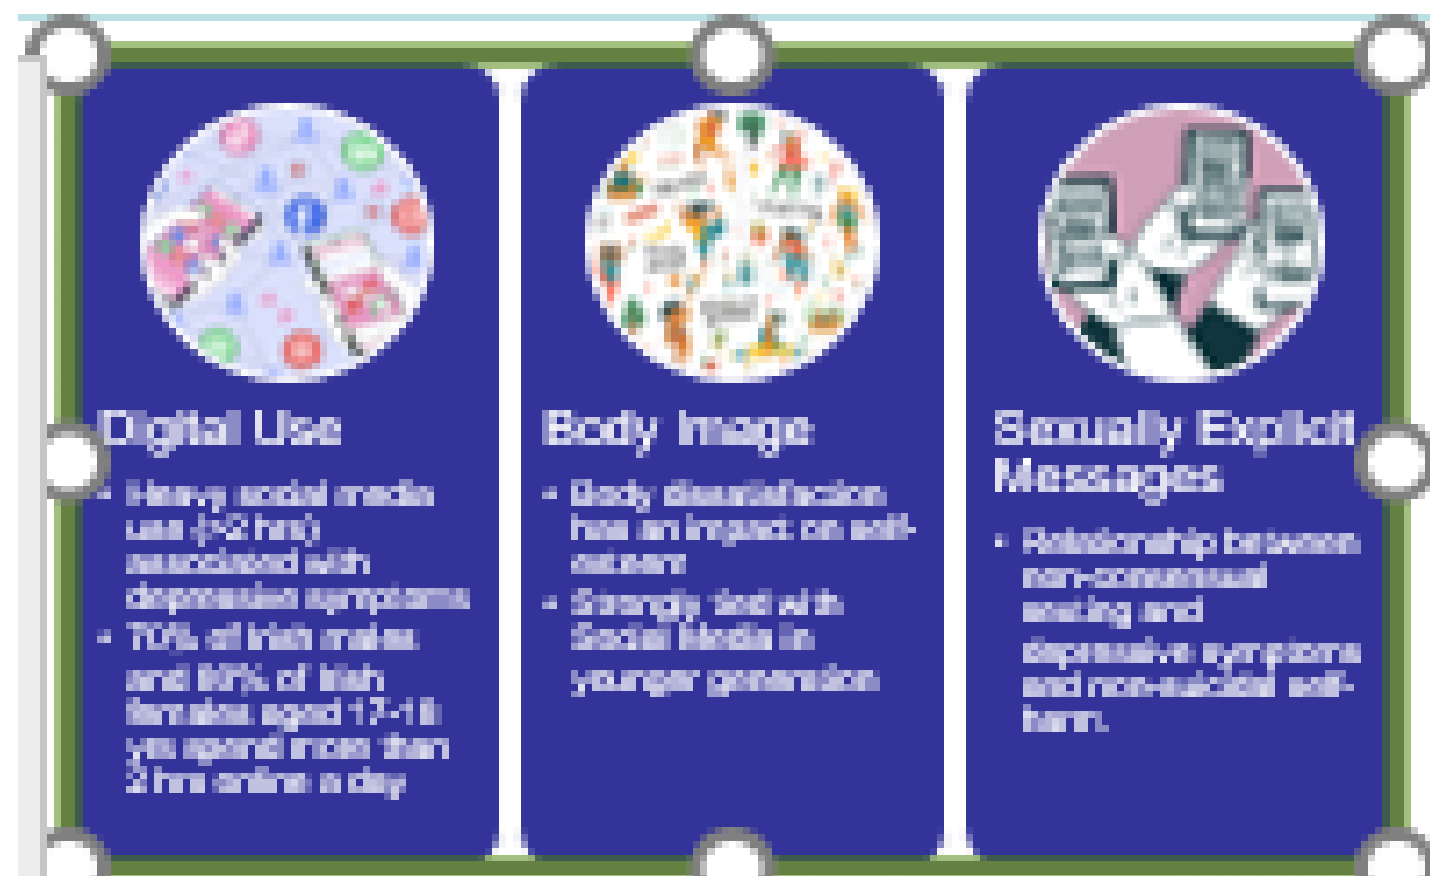 Digital Use
• Heavy social media
use (>2 hrs)
associated with
depressive symptoms
• 70% of Irish males
and 80% of Irish
females aged 17-18
yrs spend more than
2 hrs online a day
Body Image
• Body dissatisfaction
has an impact on self-
esteem
• Strongly tied with
Social Media in
younger generation
Sexually Explicit
Messages
• Relationship between
non-consensual
sexting and
depressive symptoms
and non-suicidal self-
harm.